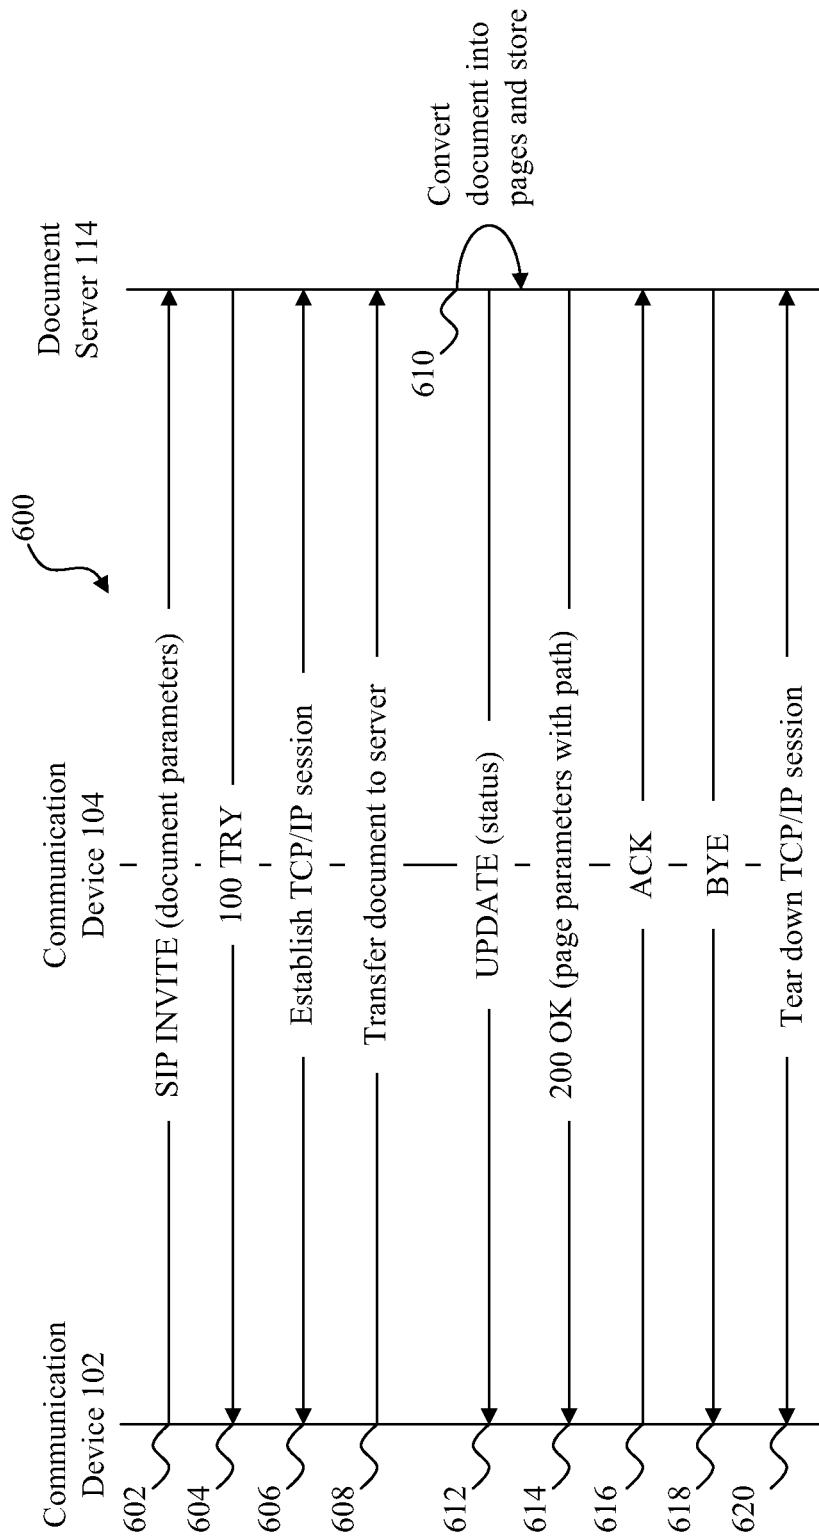 600
Communication
Device 102
Communication
Device 104
Document
Server 114
602
SIP INVITE (document parameters)
604
100 TRY
606
Establish TCP/IP session
608
Transfer document to server
610
Convert
document into
pages and store
612
UPDATE (status)
614
200 OK (page parameters with path)
616
ACK
618
BYE
620
Tear down TCP/IP session